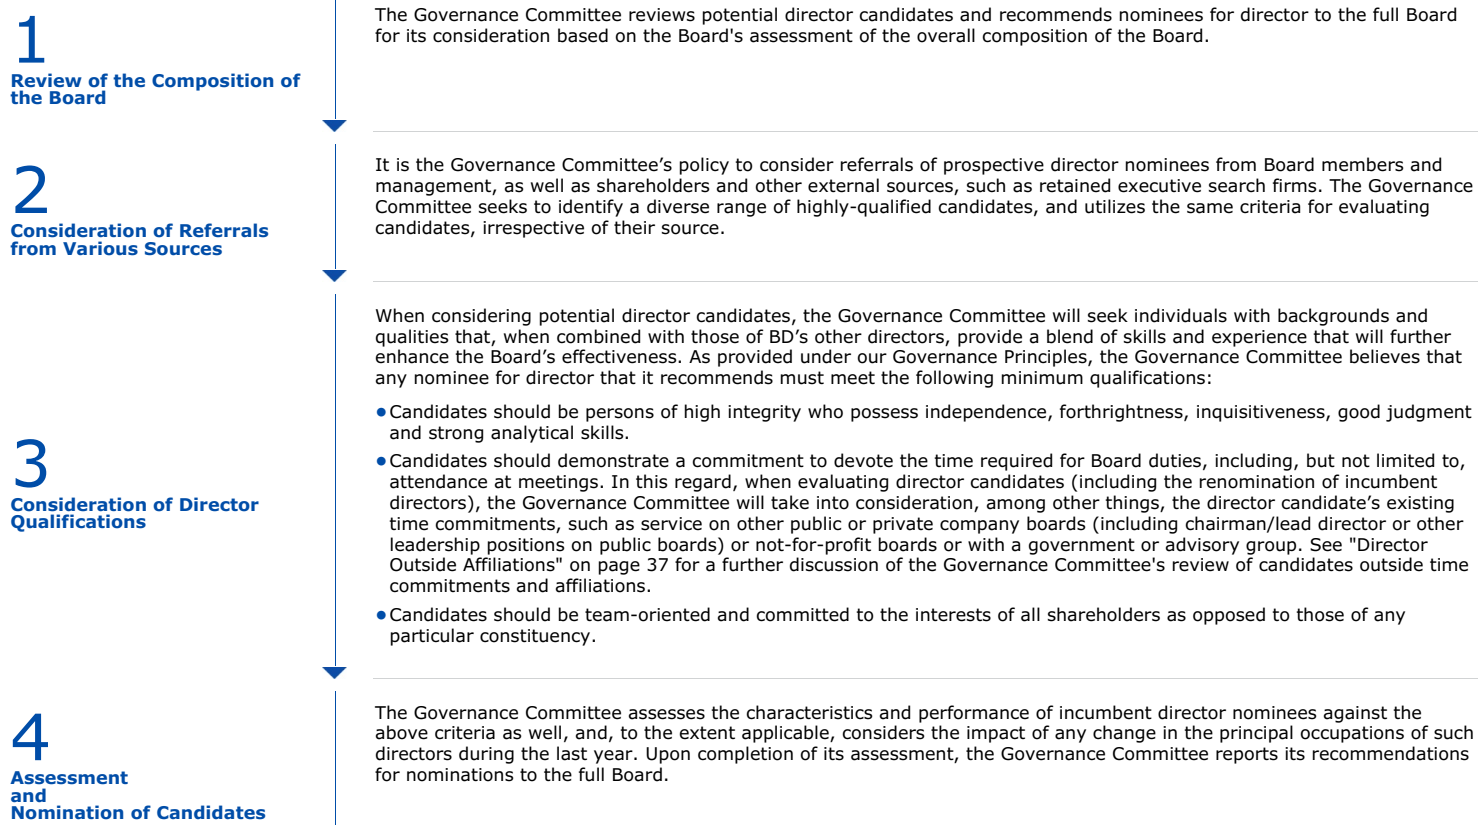 1
Review of the Composition of
the Board
The Governance Committee reviews potential director candidates and recommends nominees for director to the full Board
for its consideration based on the Board's assessment of the overall composition of the Board.
2
Consideration of Referrals
from Various Sources
It is the Governance Committee’s policy to consider referrals of prospective director nominees from Board members and
management, as well as shareholders and other external sources, such as retained executive search firms. The Governance
Committee seeks to identify a diverse range of highly-qualified candidates, and utilizes the same criteria for evaluating
candidates, irrespective of their source.
3
Consideration of Director
Qualifications
When considering potential director candidates, the Governance Committee will seek individuals with backgrounds and
qualities that, when combined with those of BD’s other directors, provide a blend of skills and experience that will further
enhance the Board’s effectiveness. As provided under our Governance Principles, the Governance Committee believes that
any nominee for director that it recommends must meet the following minimum qualifications:
●Candidates should be persons of high integrity who possess independence, forthrightness, inquisitiveness, good judgment
and strong analytical skills.
●Candidates should demonstrate a commitment to devote the time required for Board duties, including, but not limited to,
attendance at meetings. In this regard, when evaluating director candidates (including the renomination of incumbent
directors), the Governance Committee will take into consideration, among other things, the director candidate’s existing
time commitments, such as service on other public or private company boards (including chairman/lead director or other
leadership positions on public boards) or not-for-profit boards or with a government or advisory group. See "Director
Outside Affiliations" on page 37 for a further discussion of the Governance Committee's review of candidates outside time
commitments and affiliations.
●Candidates should be team-oriented and committed to the interests of all shareholders as opposed to those of any
particular constituency.
4
Assessment
and
Nomination of Candidates
The Governance Committee assesses the characteristics and performance of incumbent director nominees against the
above criteria as well, and, to the extent applicable, considers the impact of any change in the principal occupations of such
directors during the last year. Upon completion of its assessment, the Governance Committee reports its recommendations
for nominations to the full Board.